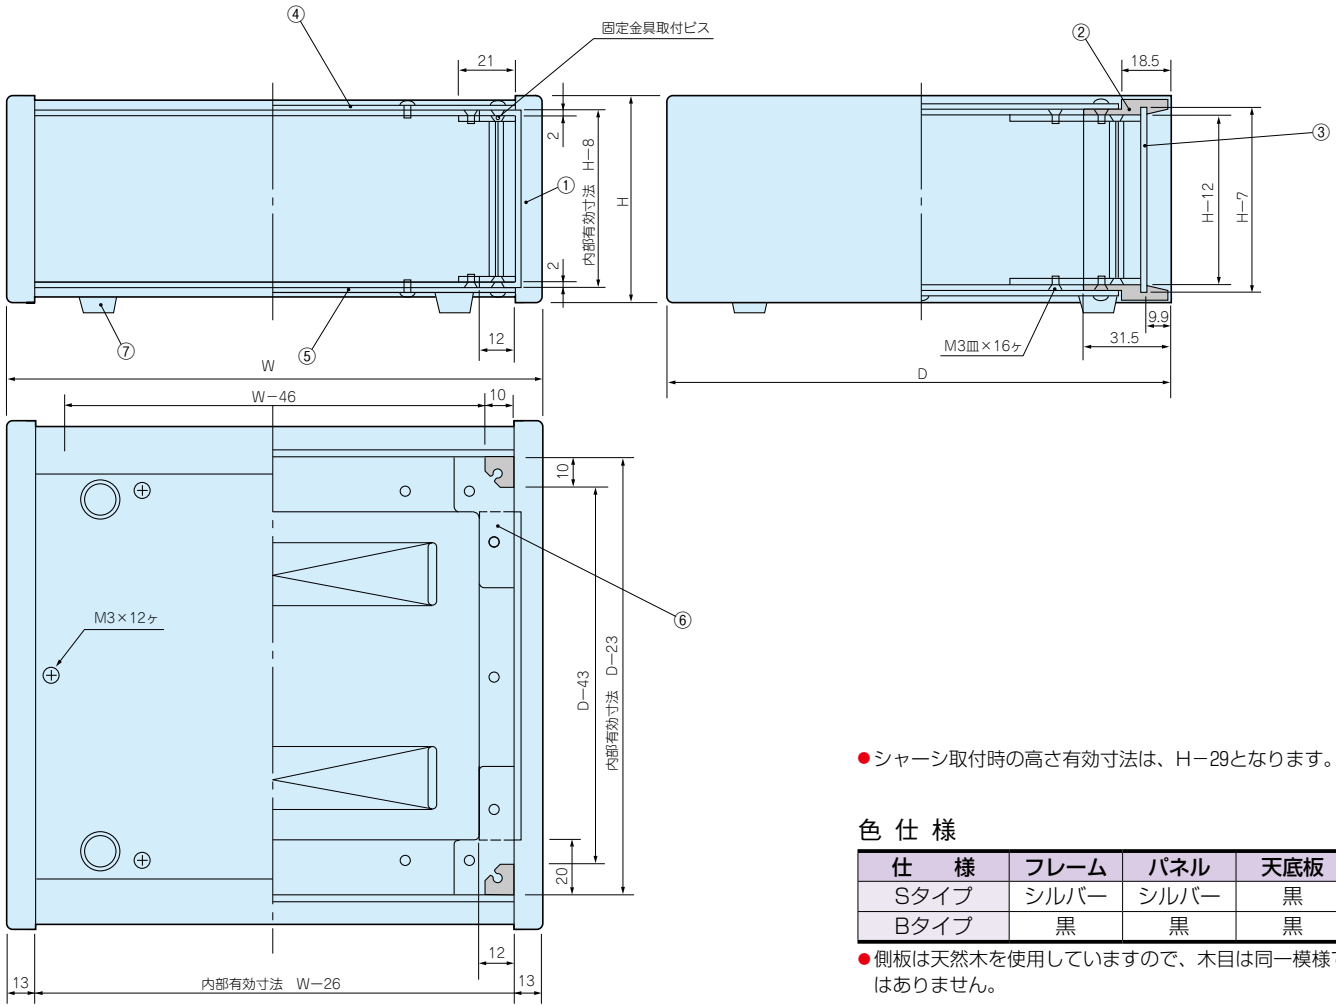 ④
固定金具取付ビス
②
21
18.5
③
2
内部有効寸法 H−8
①
H
H−12
H−7
2
⑦
⑤
12
W
M3皿×16ヶ
9.9
31.5
D
W−46
10
10
⑥
M3×12ヶ
D−43
内部有効寸法 D−23
20
12
13
内部有効寸法 W−26
13
●シャーシ取付時の高さ有効寸法は、H−29となります。
色 仕 様
仕 様 フレーム パネル 天底板
Sタイプ シルバー シルバー 黒
Bタイプ 黒 黒 黒
●側板は天然木を使用していますので、木目は同一模様で
はありません。